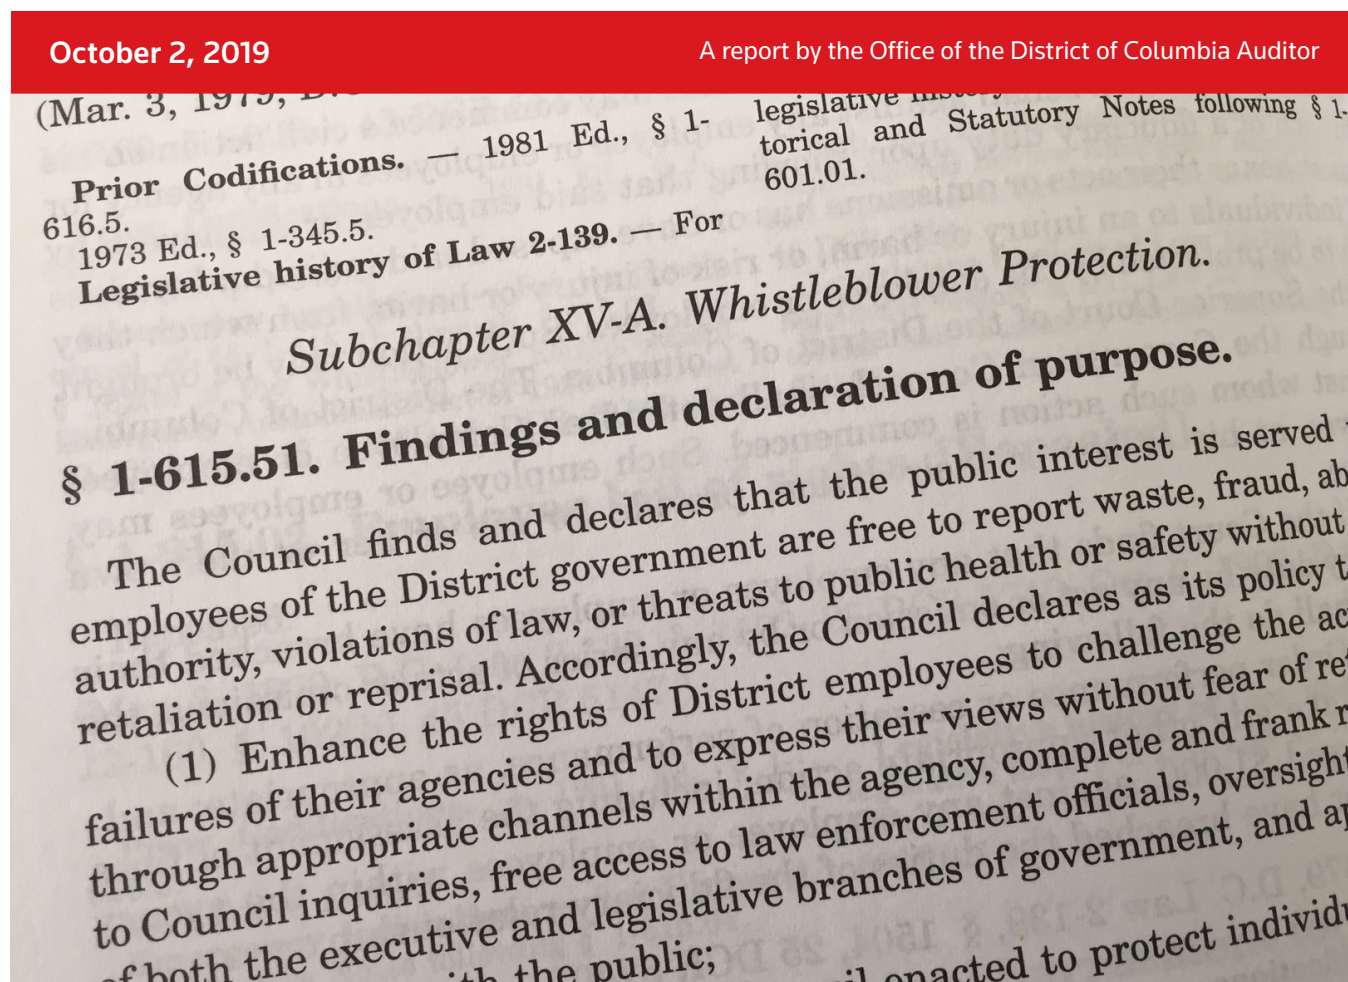 October 2, 2019
A report by the Office of the District of Columbia Auditor
(Mar. 3, 1979,
Prior Codifications. — 1981 Ed., § 1-
616.5.
1973 Ed., § 1-345.5.
Legislative history of Law 2-139. — For
legislative
torical and Statutory Notes following § 1-
601.01.
Subchapter XV-A. Whistleblower Protection.
§ 1-615.51. Findings and declaration of purpose.
The Council finds and declares that the public interest is served
employees of the District government are free to report waste, fraud, ab
authority, violations of law, or threats to public health or safety without
retaliation or reprisal. Accordingly, the Council declares as its policy t
(1) Enhance the rights of District employees to challenge the ac
failures of their agencies and to express their views without fear of re
through appropriate channels within the agency, complete and frank r
to Council inquiries, free access to law enforcement officials, oversight
of both the executive and legislative branches of government, and ap
the public;
enacted to protect individu